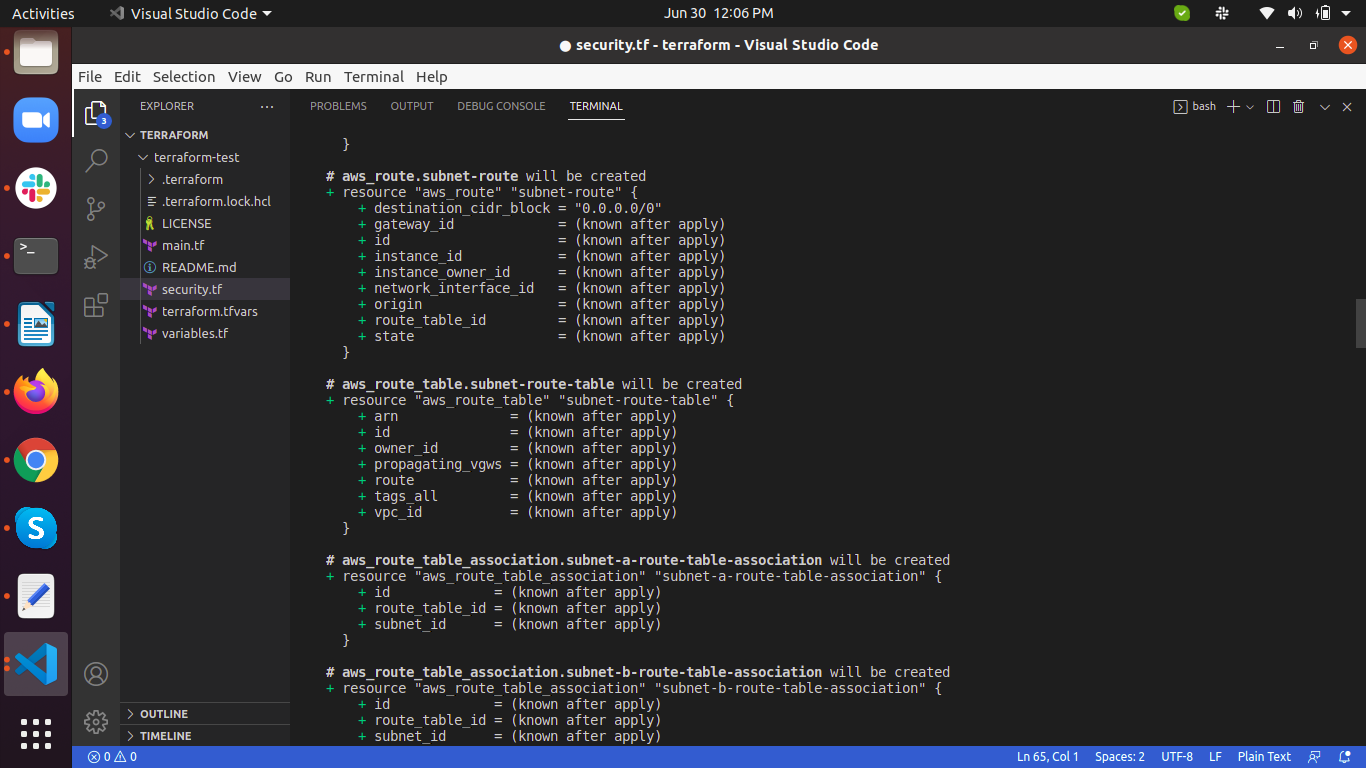 Activities
Visual Studio Code
Jun 30 12:06 PM
● security.tf - terraform - Visual Studio Code
File Edit Selection View Go Run Terminal Help
EXPLORER
3
TERRAFORM
terraform-test
.terraform
.terraform.lock.hcl
LICENSE
main.tf
README.md
security.tf
terraform.tfvars
variables.tf
OUTLINE
TIMELINE
PROBLEMS OUTPUT DEBUG CONSOLE TERMINAL
bash
}
# aws_route.subnet-route will be created
+ resource "aws_route" "subnet-route" {
+ destination_cidr_block = "0.0.0.0/0"
+ gateway_id = (known after apply)
+ id = (known after apply)
+ instance_id = (known after apply)
+ instance_owner_id = (known after apply)
+ network_interface_id = (known after apply)
+ origin = (known after apply)
+ route_table_id = (known after apply)
+ state = (known after apply)
}
# aws_route_table.subnet-route-table will be created
+ resource "aws_route_table" "subnet-route-table" {
+ arn = (known after apply)
+ id = (known after apply)
+ owner_id = (known after apply)
+ propagating_vgws = (known after apply)
+ route = (known after apply)
+ tags_all = (known after apply)
+ vpc_id = (known after apply)
}
# aws_route_table_association.subnet-a-route-table-association will be created
+ resource "aws_route_table_association" "subnet-a-route-table-association" {
+ id = (known after apply)
+ route_table_id = (known after apply)
+ subnet_id = (known after apply)
}
# aws_route_table_association.subnet-b-route-table-association will be created
+ resource "aws_route_table_association" "subnet-b-route-table-association" {
+ id = (known after apply)
+ route_table_id = (known after apply)
+ subnet_id = (known after apply)
0 0
Ln 65, Col 1 Spaces: 2 UTF-8 LF Plain Text